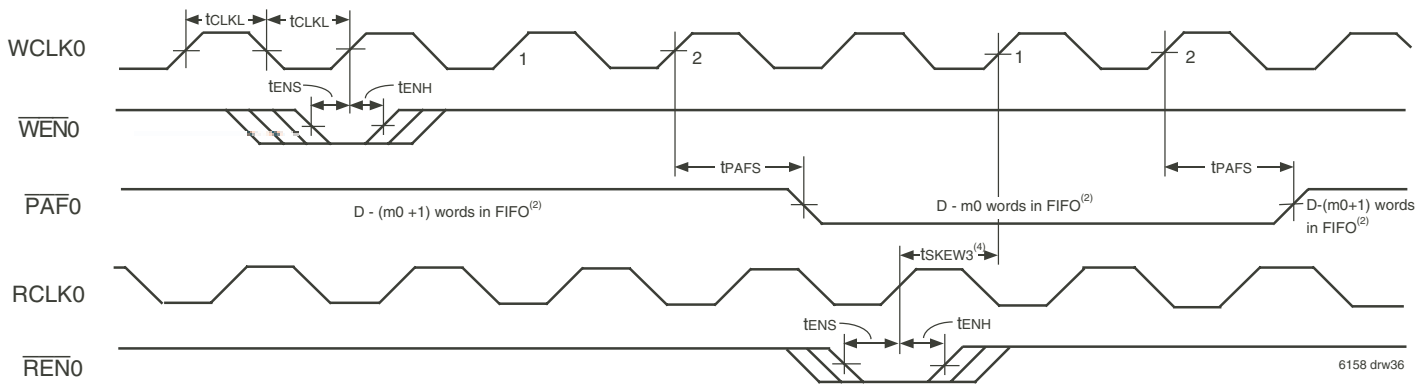 tCLKL tCLKL
WCLK0
1 2 1 2
tENS tENH
WEN0
tPAFS tPAFS
PAF0
D - (m0 +1) words in FIFO(2)
D - m0 words in FIFO(2)
D-(m0+1) words
in FIFO(2)
tSKEW3(4)
RCLK0
tENS tENH
REN0
6158 drw36